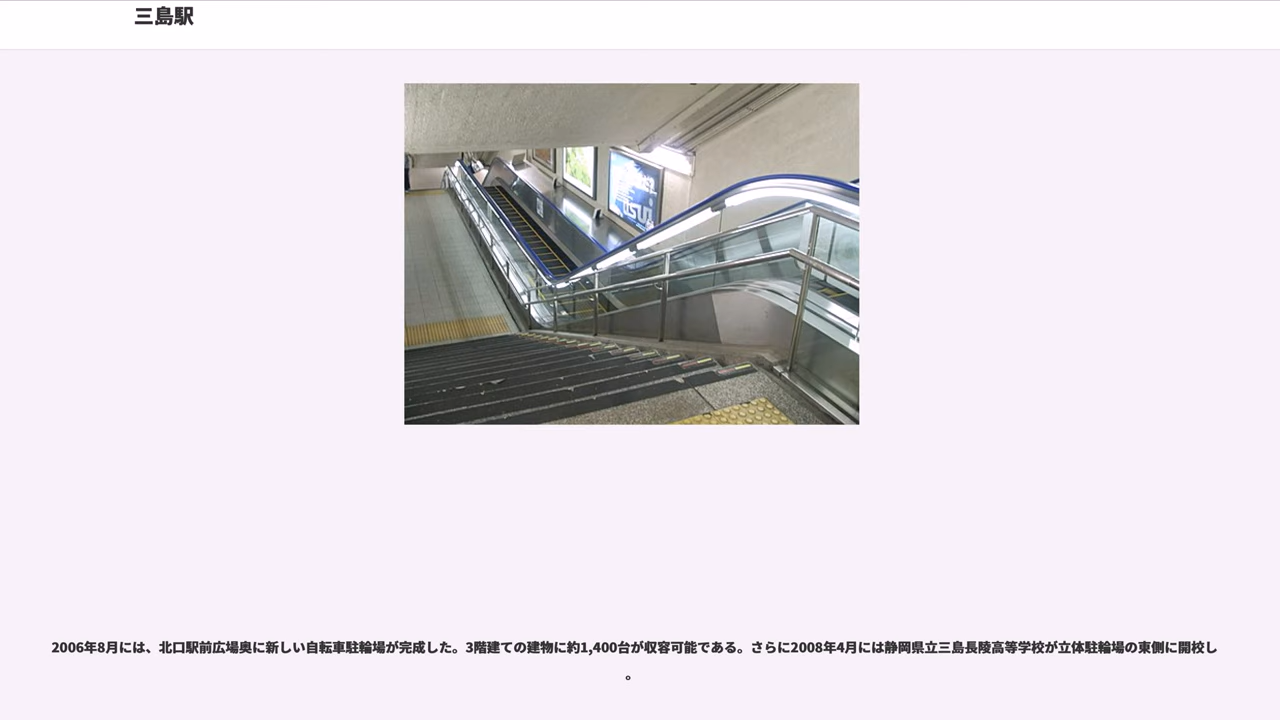 三島駅
2006年8月には、北口駅前広場奥に新しい自転車駐輪場が完成した。3階建ての建物に約1,400台が収容可能である。さらに2008年4月には静岡県立三島長陵高等学校が立体駐輪場の東側に開校し
。